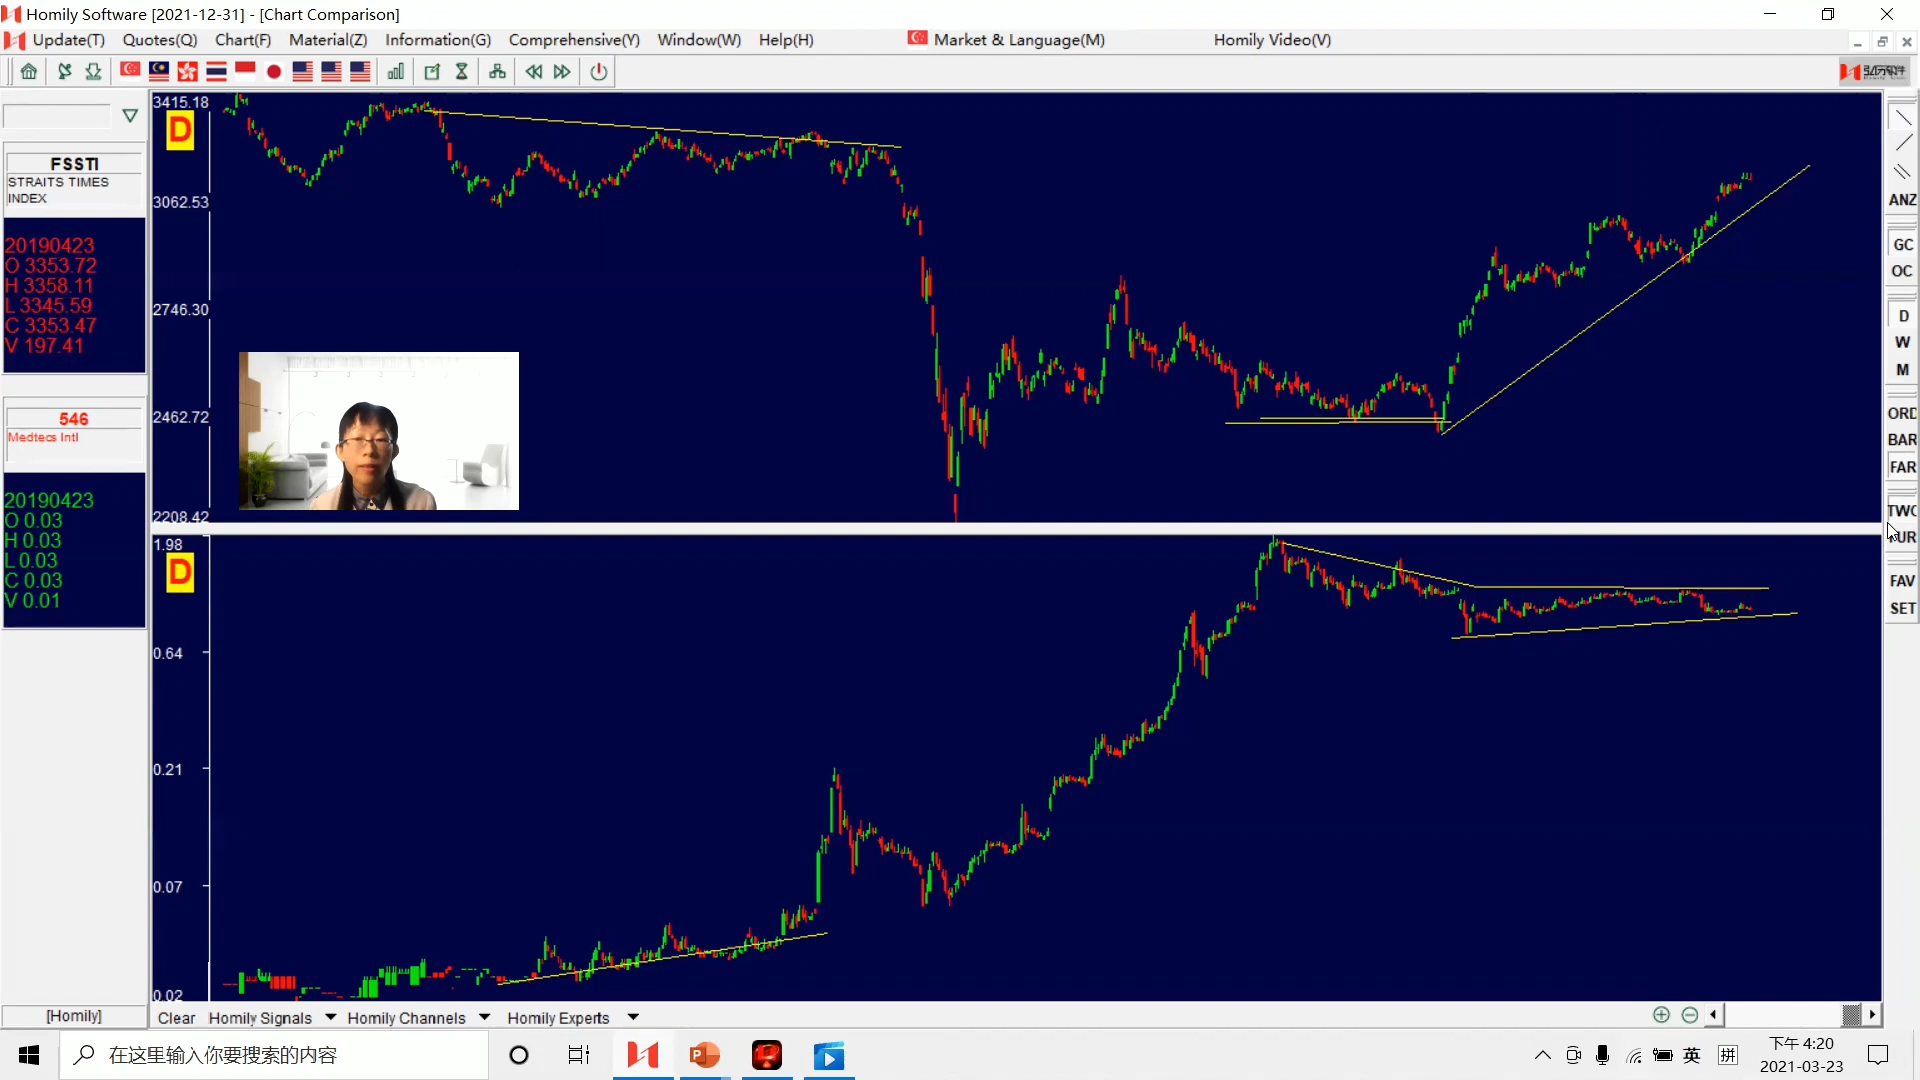 Homily Software [2021-12-31] - [Chart Comparison]
Update(T) Quotes(Q) Chart(F) Material(Z) Information(G) Comprehensive(Y) Window(W) Help(H) Market & Language(M) Homily Video(V)
弘历软件
3415.18
D
3062.53
2746.30
2462.72
2208.42
FSSTI
STRAITS TIMES
INDEX
20190423
O 3353.72
H 3358.11
L 3345.59
C 3353.47
V 197.41
546
Medtecs Intl
20190423
O 0.03
H 0.03
L 0.03
C 0.03
V 0.01
1.98
D
0.64
0.21
0.07
0.02
ANZ
GC
OC
D
W
M
ORD
BAR
FAR
TWO
UR
FAV
SET
[Homily]
Clear Homily Signals Homily Channels Homily Experts
在这里输入你要搜索的内容
P
英
拼
下午 4:20
2021-03-23